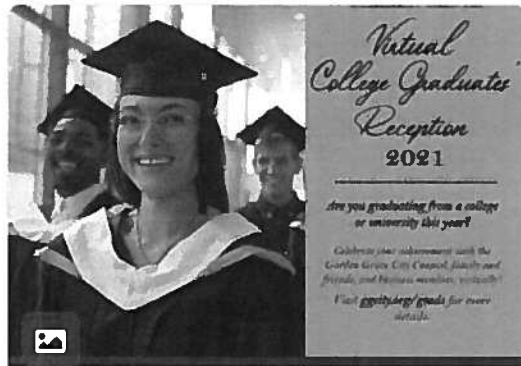 Virtual
College Graduates'
Reception
2021
Are you graduating from a college
or university this year?
Celebrate your achievement with the
Garden Grove City Council, family and
friends, and business members, virtually!
Visit ggcity.org/grads for more
details.